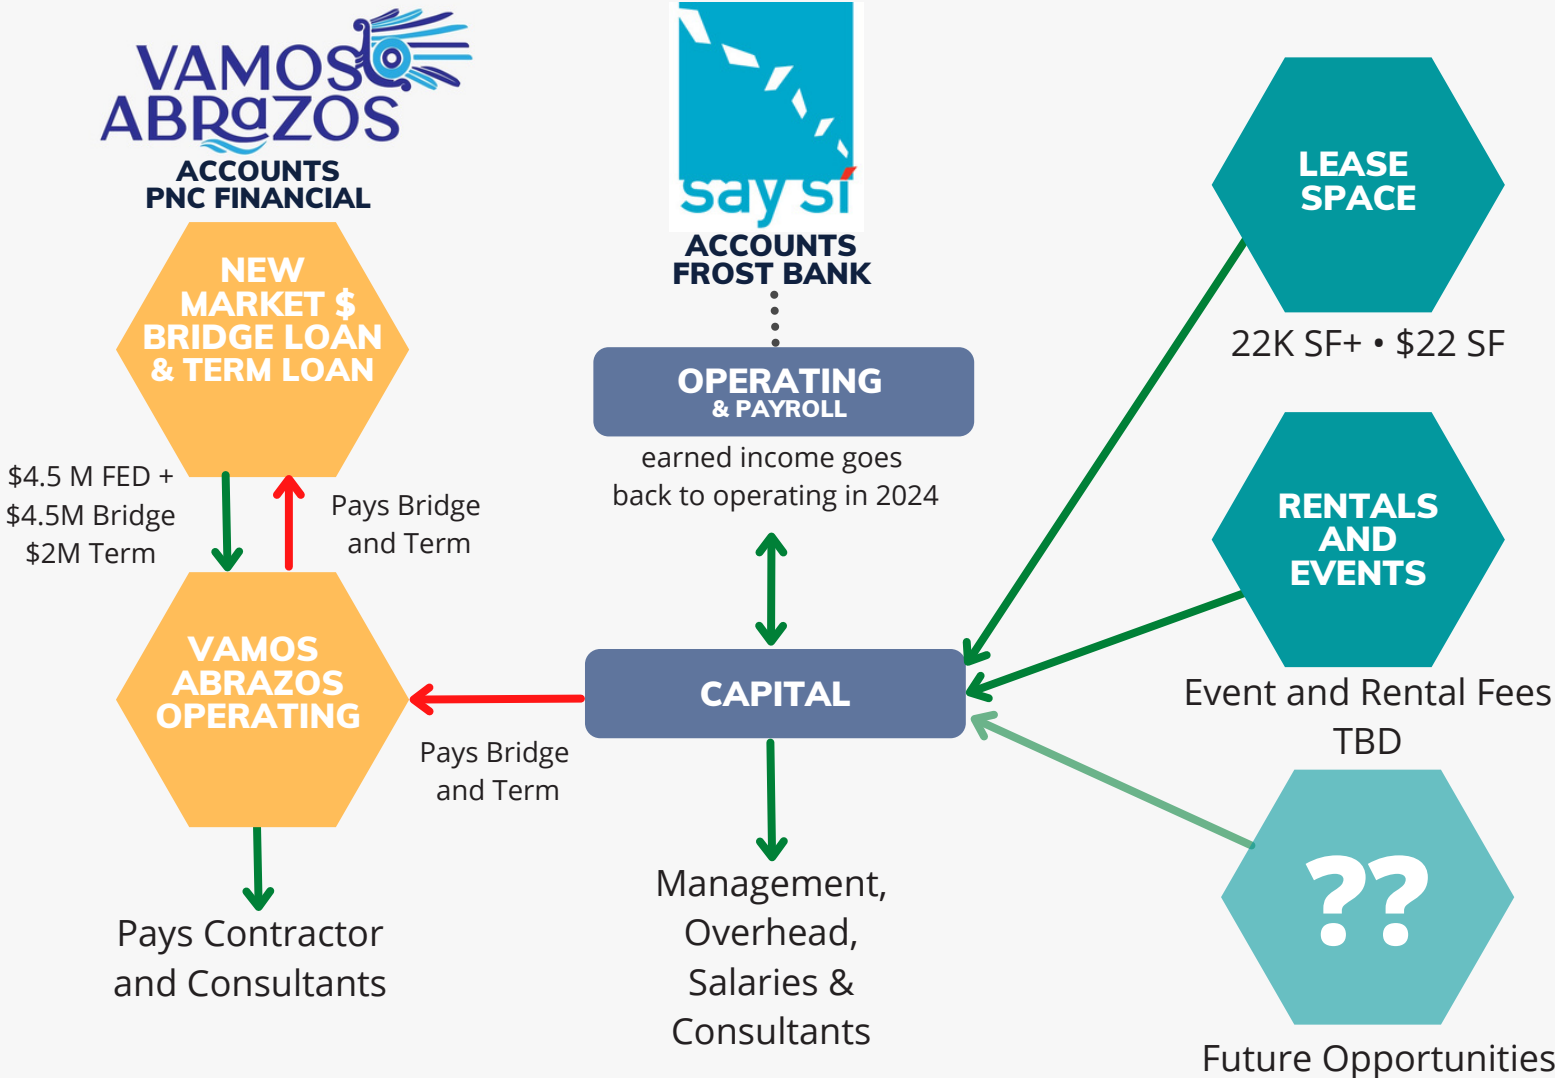 VAMOS
ABRaZOS
ACCOUNTS
PNC FINANCIAL
NEW
MARKET $
BRIDGE LOAN
& TERM LOAN
$4.5 M FED +
$4.5M Bridge
$2M Term
Pays Bridge
and Term
VAMOS
ABRAZOS
OPERATING
Pays Contractor
and Consultants
say sí
ACCOUNTS
FROST BANK
OPERATING
& PAYROLL
earned income goes
back to operating in 2024
CAPITAL
Pays Bridge
and Term
Management,
Overhead,
Salaries &
Consultants
LEASE
SPACE
22K SF+ • $22 SF
RENTALS
AND
EVENTS
Event and Rental Fees
TBD
??
Future Opportunities